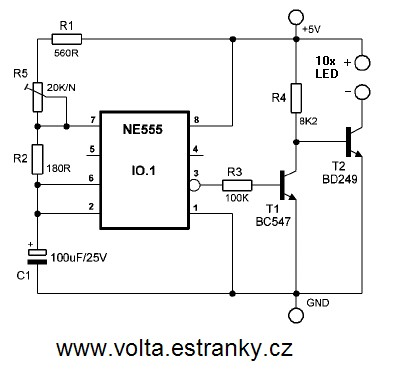 R1
560R
+5V
R5
20K/N
10x
LED
+
−
R4
8K2
NE555
IO.1
7
8
5
4
6
3
2
1
R2
180R
R3
100K
T1
BC547
T2
BD249
+
100uF/25V
C1
GND
www.volta.estranky.cz